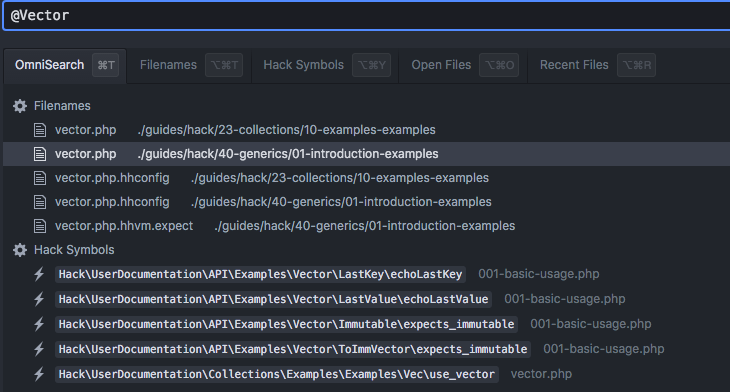 @Vector
OmniSearch ⌘T Filenames ⌥⌘T Hack Symbols ⌥⌘Y Open Files ⌥⌘O Recent Files ⌥⌘R
Filenames
vector.php ./guides/hack/23-collections/10-examples-examples
vector.php ./guides/hack/40-generics/01-introduction-examples
vector.php.hhconfig ./guides/hack/23-collections/10-examples-examples
vector.php.hhconfig ./guides/hack/40-generics/01-introduction-examples
vector.php.hhvm.expect ./guides/hack/40-generics/01-introduction-examples
Hack Symbols
Hack\UserDocumentation\API\Examples\Vector\LastKey\echoLastKey 001-basic-usage.php
Hack\UserDocumentation\API\Examples\Vector\LastValue\echoLastValue 001-basic-usage.php
Hack\UserDocumentation\API\Examples\Vector\Immutable\expects_immutable 001-basic-usage.php
Hack\UserDocumentation\API\Examples\Vector\ToImmVector\expects_immutable 001-basic-usage.php
Hack\UserDocumentation\Collections\Examples\Examples\Vec\use_vector vector.php